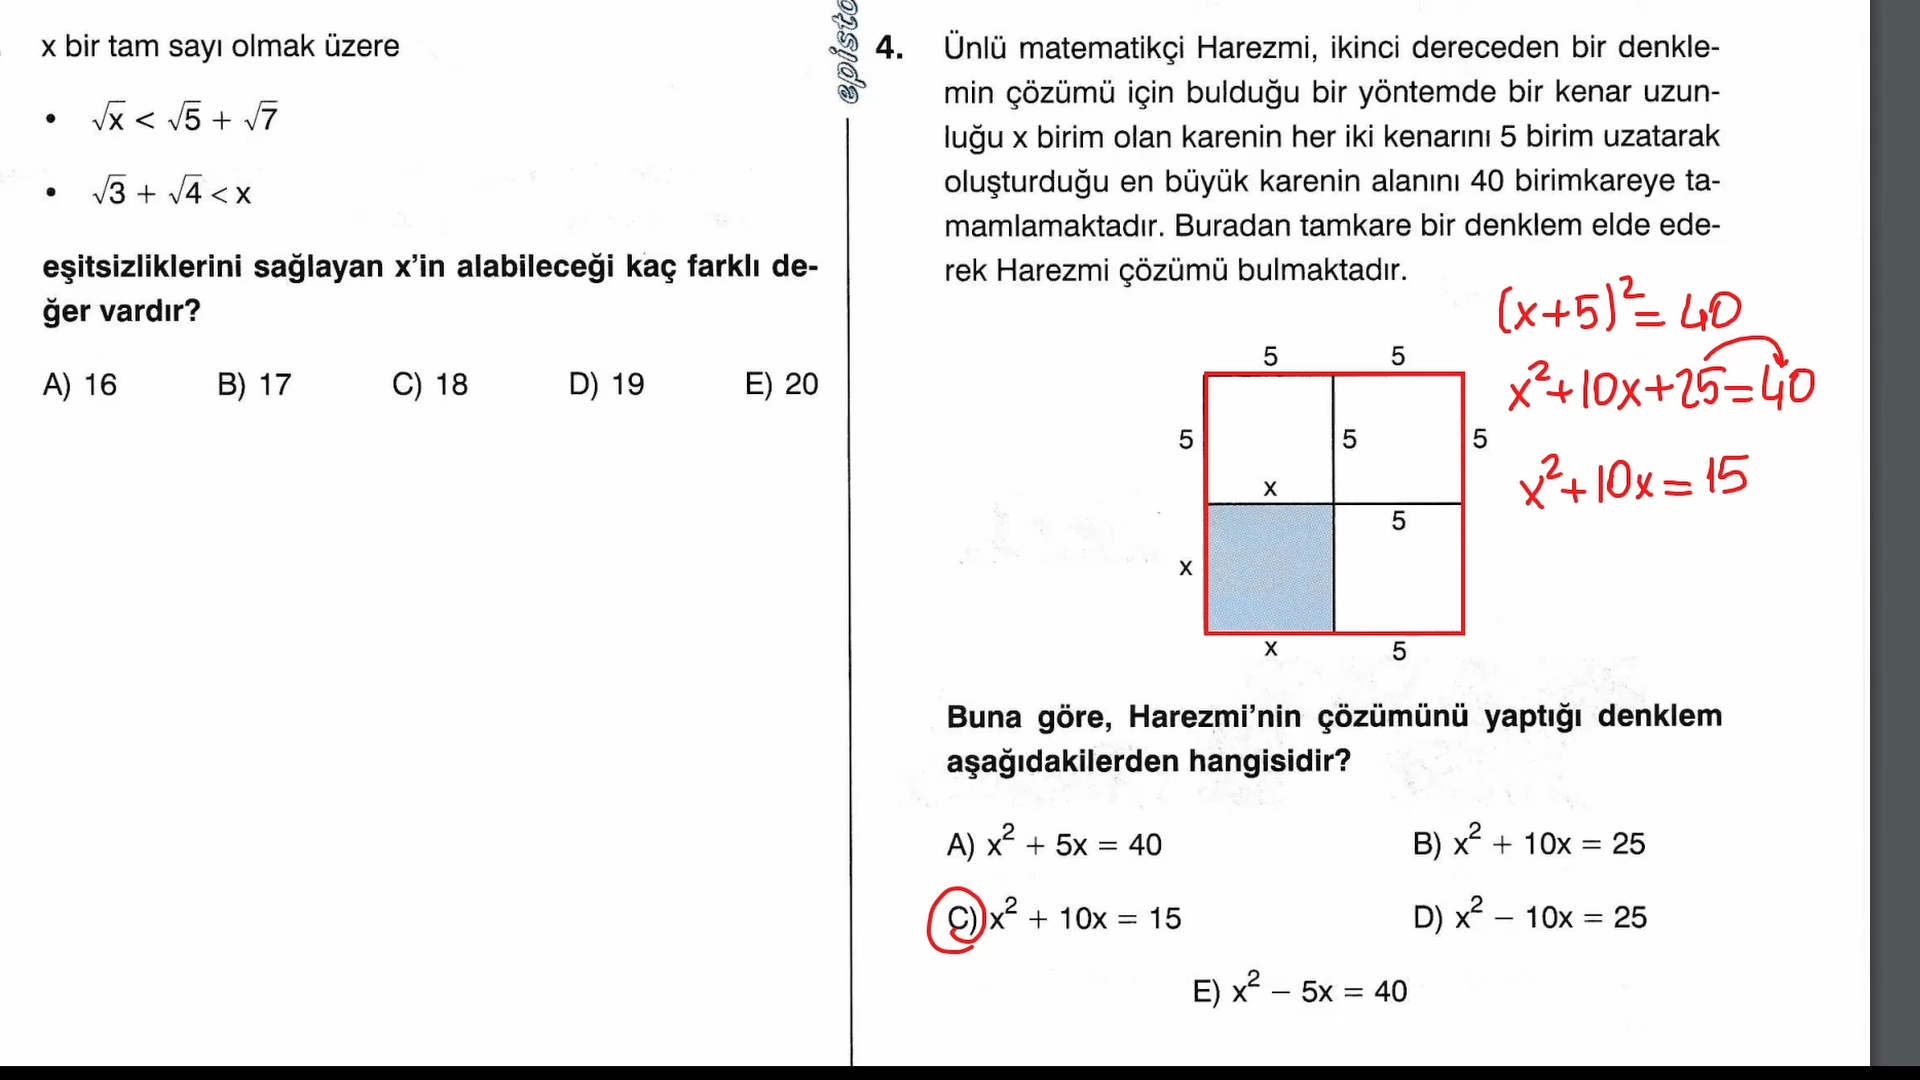 x bir tam sayı olmak üzere
• √x < √5 + √7
• √3 + √4 < x
eşitsizliklerini sağlayan x’in alabileceği kaç farklı de-
ğer vardır?
A) 16 B) 17 C) 18 D) 19 E) 20
episto
4. Ünlü matematikçi Harezmi, ikinci dereceden bir denkle-
min çözümü için bulduğu bir yöntemde bir kenar uzun-
luğu x birim olan karenin her iki kenarını 5 birim uzatarak
oluşturduğu en büyük karenin alanını 40 birimkareye ta-
mamlamaktadır. Buradan tamkare bir denklem elde ede-
rek Harezmi çözümü bulmaktadır.
(x+5)² = 40
x²+10x+25=40
x²+10x=15
5 5
5 5 5
x
5
x
x 5
Buna göre, Harezmi’nin çözümünü yaptığı denklem
aşağıdakilerden hangisidir?
A) x² + 5x = 40 B) x² + 10x = 25
C) x² + 10x = 15 D) x² − 10x = 25
E) x² − 5x = 40